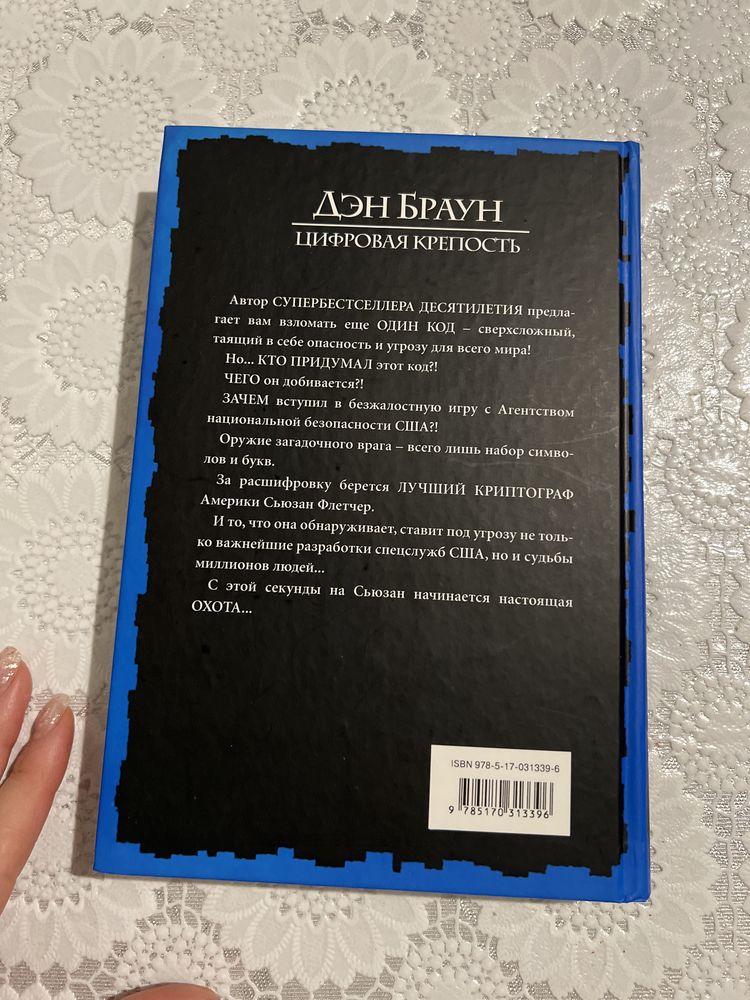 ДЭН БРАУН
ЦИФРОВАЯ КРЕПОСТЬ
Автор СУПЕРБЕСТСЕЛЛЕРА ДЕСЯТИЛЕТИЯ предла-
гает вам взломать еще ОДИН КОД – сверхсложный,
таящий в себе опасность и угрозу для всего мира!
Но... КТО ПРИДУМАЛ этот код?!
ЧЕГО он добивается?!
ЗАЧЕМ вступил в безжалостную игру с Агентством
национальной безопасности США?!
Оружие загадочного врага – всего лишь набор симво-
лов и букв.
За расшифровку берется ЛУЧШИЙ КРИПТОГРАФ
Америки Сьюзан Флетчер.
И то, что она обнаруживает, ставит под угрозу не толь-
ко важнейшие разработки спецслужб США, но и судьбы
миллионов людей...
С этой секунды на Сьюзан начинается настоящая
ОХОТА...
ISBN 978-5-17-031339-6
9 785170 313396